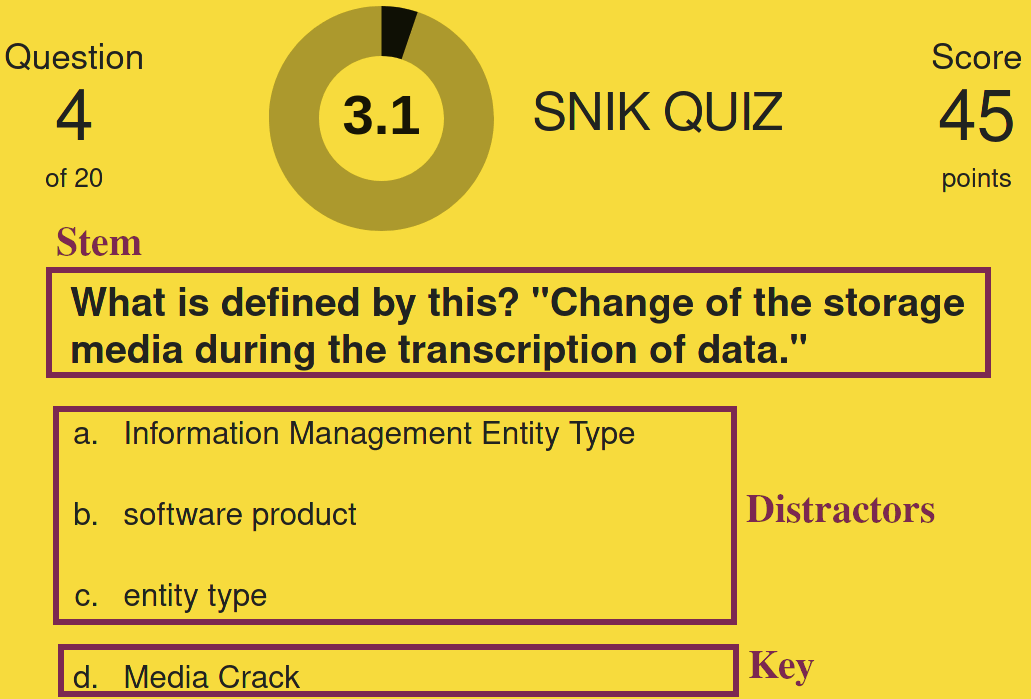 Question
4
of 20
3.1
SNIK QUIZ
Score
45
points
Stem
What is defined by this? "Change of the storage
media during the transcription of data."
a. Information Management Entity Type
b. software product
c. entity type
Distractors
d. Media Crack
Key